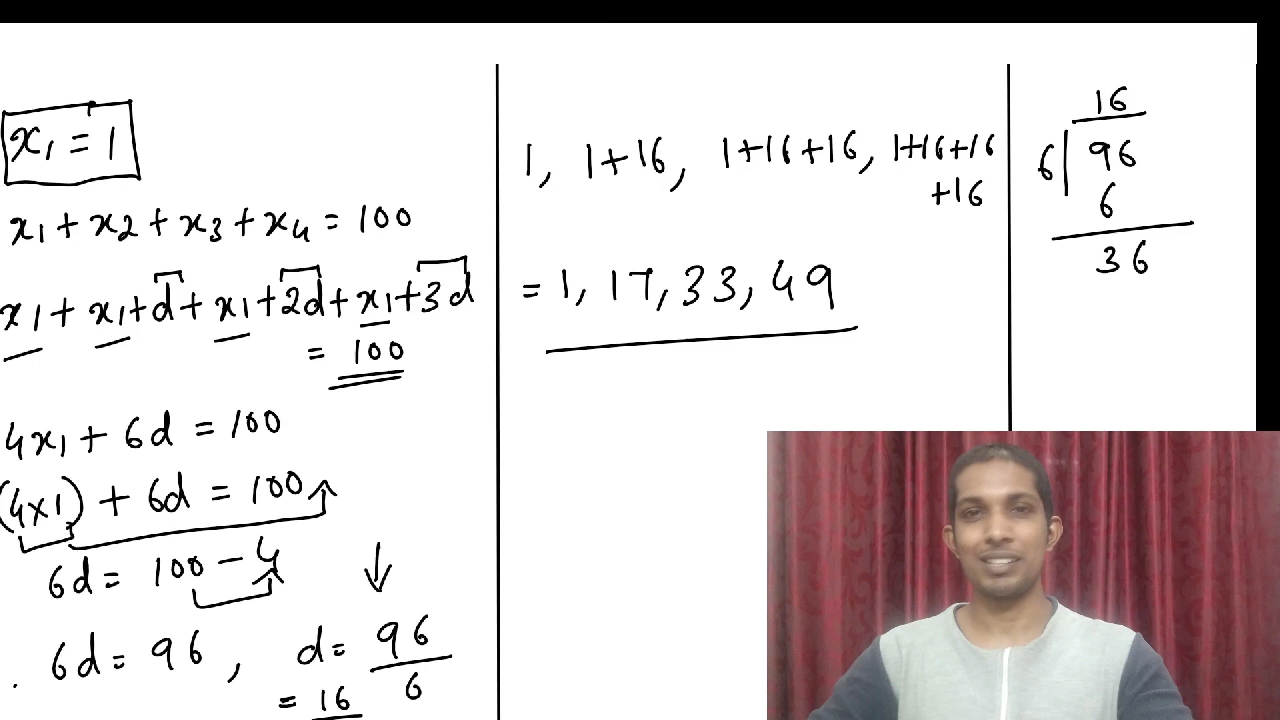 x₁ = 1
x₁ + x₂ + x₃ + x₄ = 100
x₁ + x₁ + d + x₁ + 2d + x₁ + 3d
= 100
4x₁ + 6d = 100
(4x1) + 6d = 100
6d = 100 - 4
6d = 96 , d = 96/6
= 16
1, 1+16, 1+16+16, 1+16+16
+16
= 1, 17, 33, 49
16
6 96
6
36